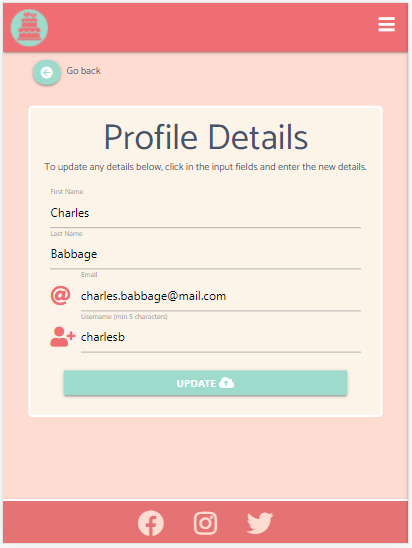 Go back
Profile Details
To update any details below, click in the input fields and enter the new details.
First Name
Charles
Last Name
Babbage
Email
charles.babbage@mail.com
Username (min 5 characters)
charlesb
UPDATE